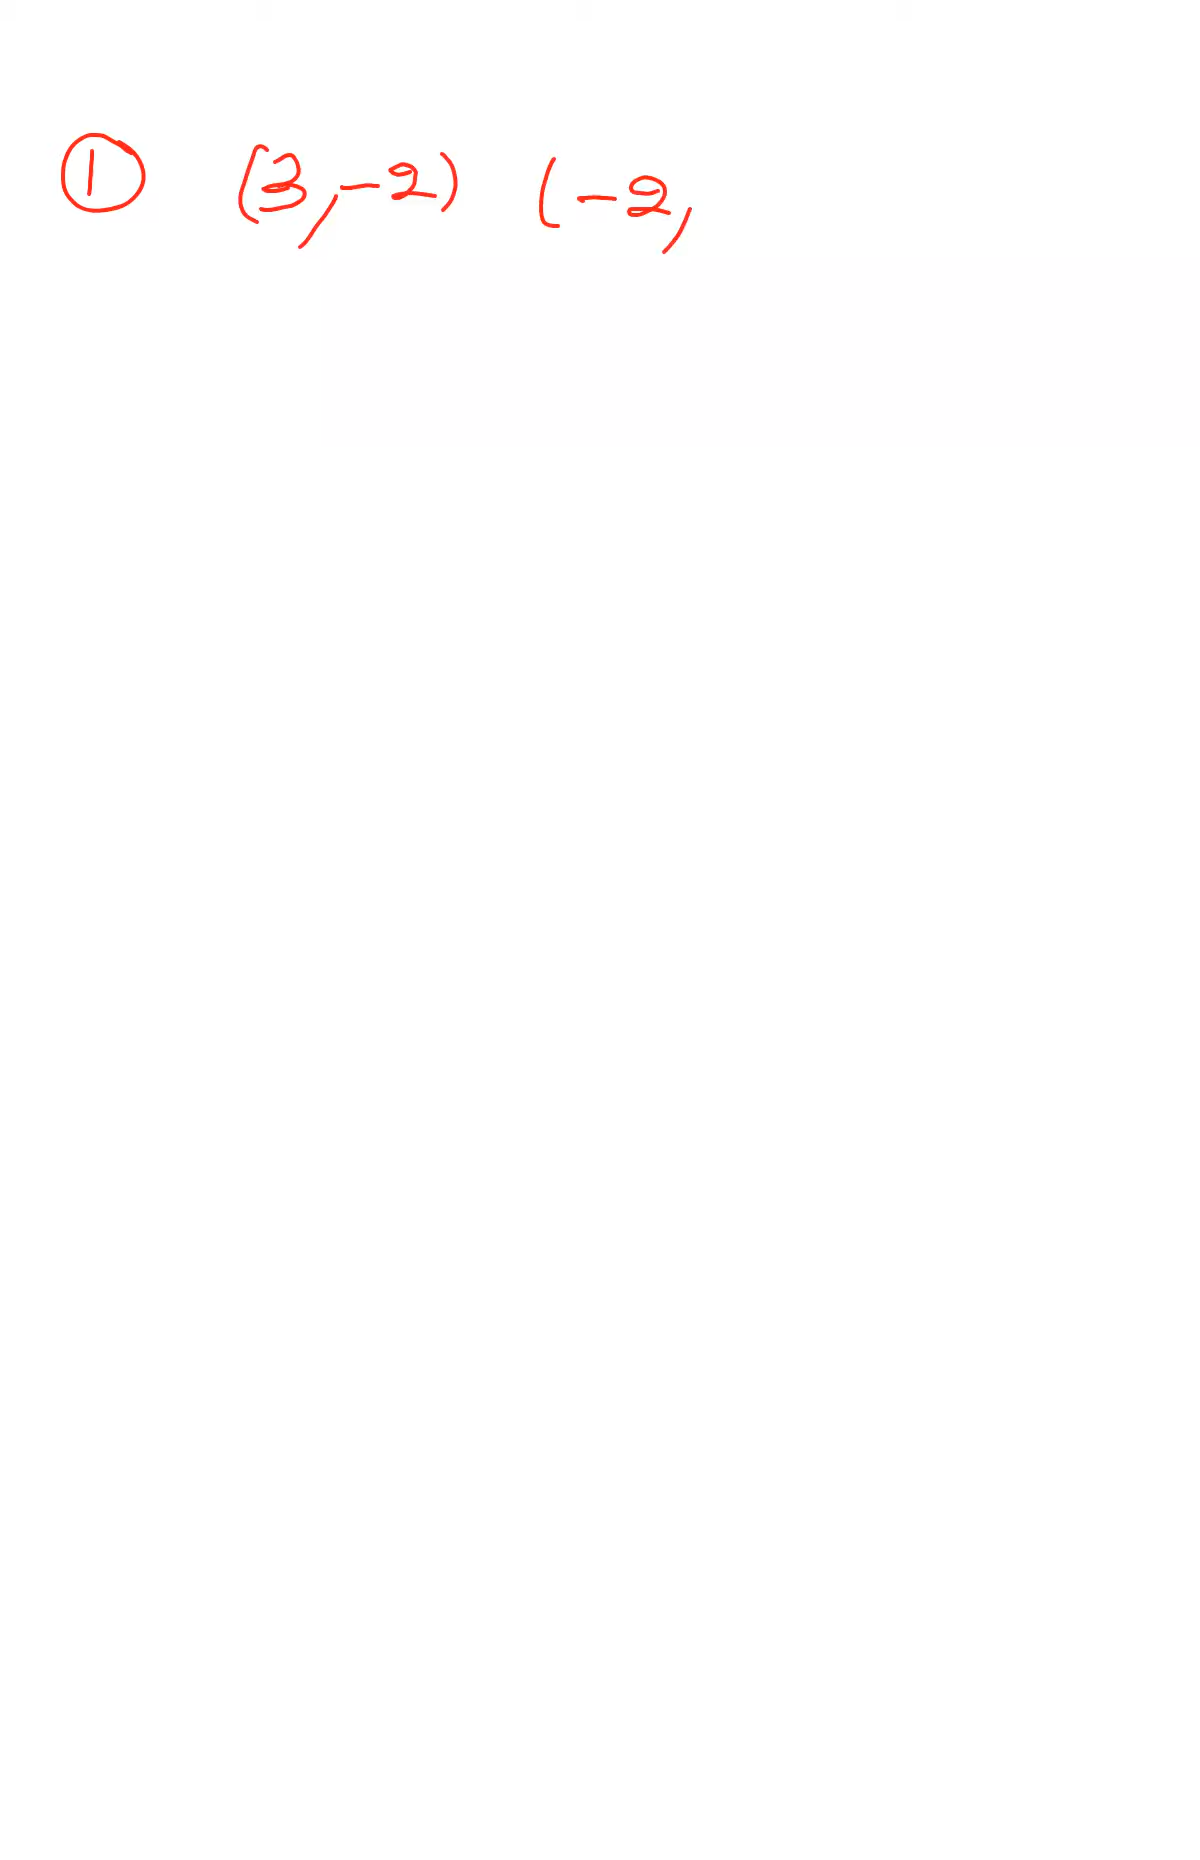 ① (3,-2) (-2,